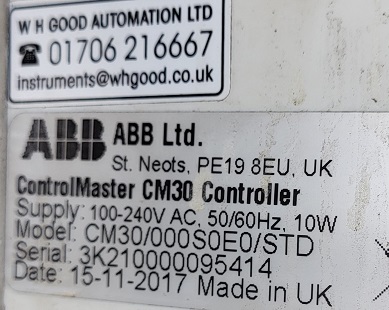 W H GOOD AUTOMATION LTD
☎ 01706 216667
instruments@whgood.co.uk
ABB ABB Ltd.
St. Neots, PE19 8EU, UK
ControlMaster CM30 Controller
Supply: 100-240V AC, 50/60Hz, 10W
Model: CM30/000S0E0/STD
Serial: 3K210000095414
Date: 15-11-2017 Made in UK